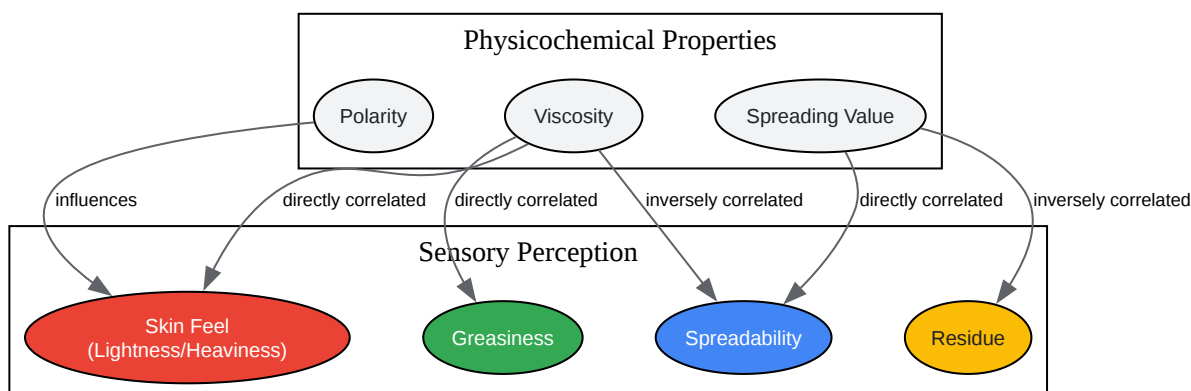 Physicochemical Properties
Polarity
Viscosity
Spreading Value
influences
directly correlated
directly correlated
inversely correlated
directly correlated
inversely correlated
Sensory Perception
Skin Feel
(Lightness/Heaviness)
Greasiness
Spreadability
Residue